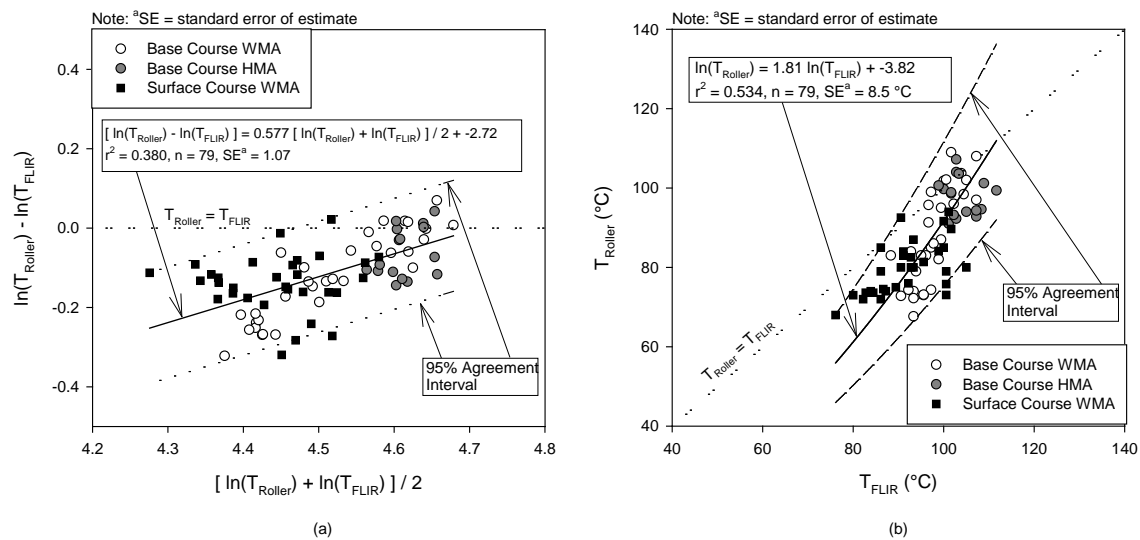 Note: ᵃSE = standard error of estimate
Base Course WMA
Base Course HMA
Surface Course WMA
[ ln(T_Roller) - ln(T_FLIR) ] = 0.577 [ ln(T_Roller) + ln(T_FLIR) ] / 2 + -2.72
r² = 0.380, n = 79, SEᵃ = 1.07
T_Roller = T_FLIR
95% Agreement
Interval
ln(T_Roller) - ln(T_FLIR)
0.4
0.2
0.0
-0.2
-0.4
4.2 4.3 4.4 4.5 4.6 4.7 4.8
[ ln(T_Roller) + ln(T_FLIR) ] / 2
(a)
Note: ᵃSE = standard error of estimate
ln(T_Roller) = 1.81 ln(T_FLIR) + -3.82
r² = 0.534, n = 79, SEᵃ = 8.5 °C
95% Agreement
Interval
T_Roller = T_FLIR
Base Course WMA
Base Course HMA
Surface Course WMA
T_Roller (°C)
140
120
100
80
60
40
40 60 80 100 120 140
T_FLIR (°C)
(b)